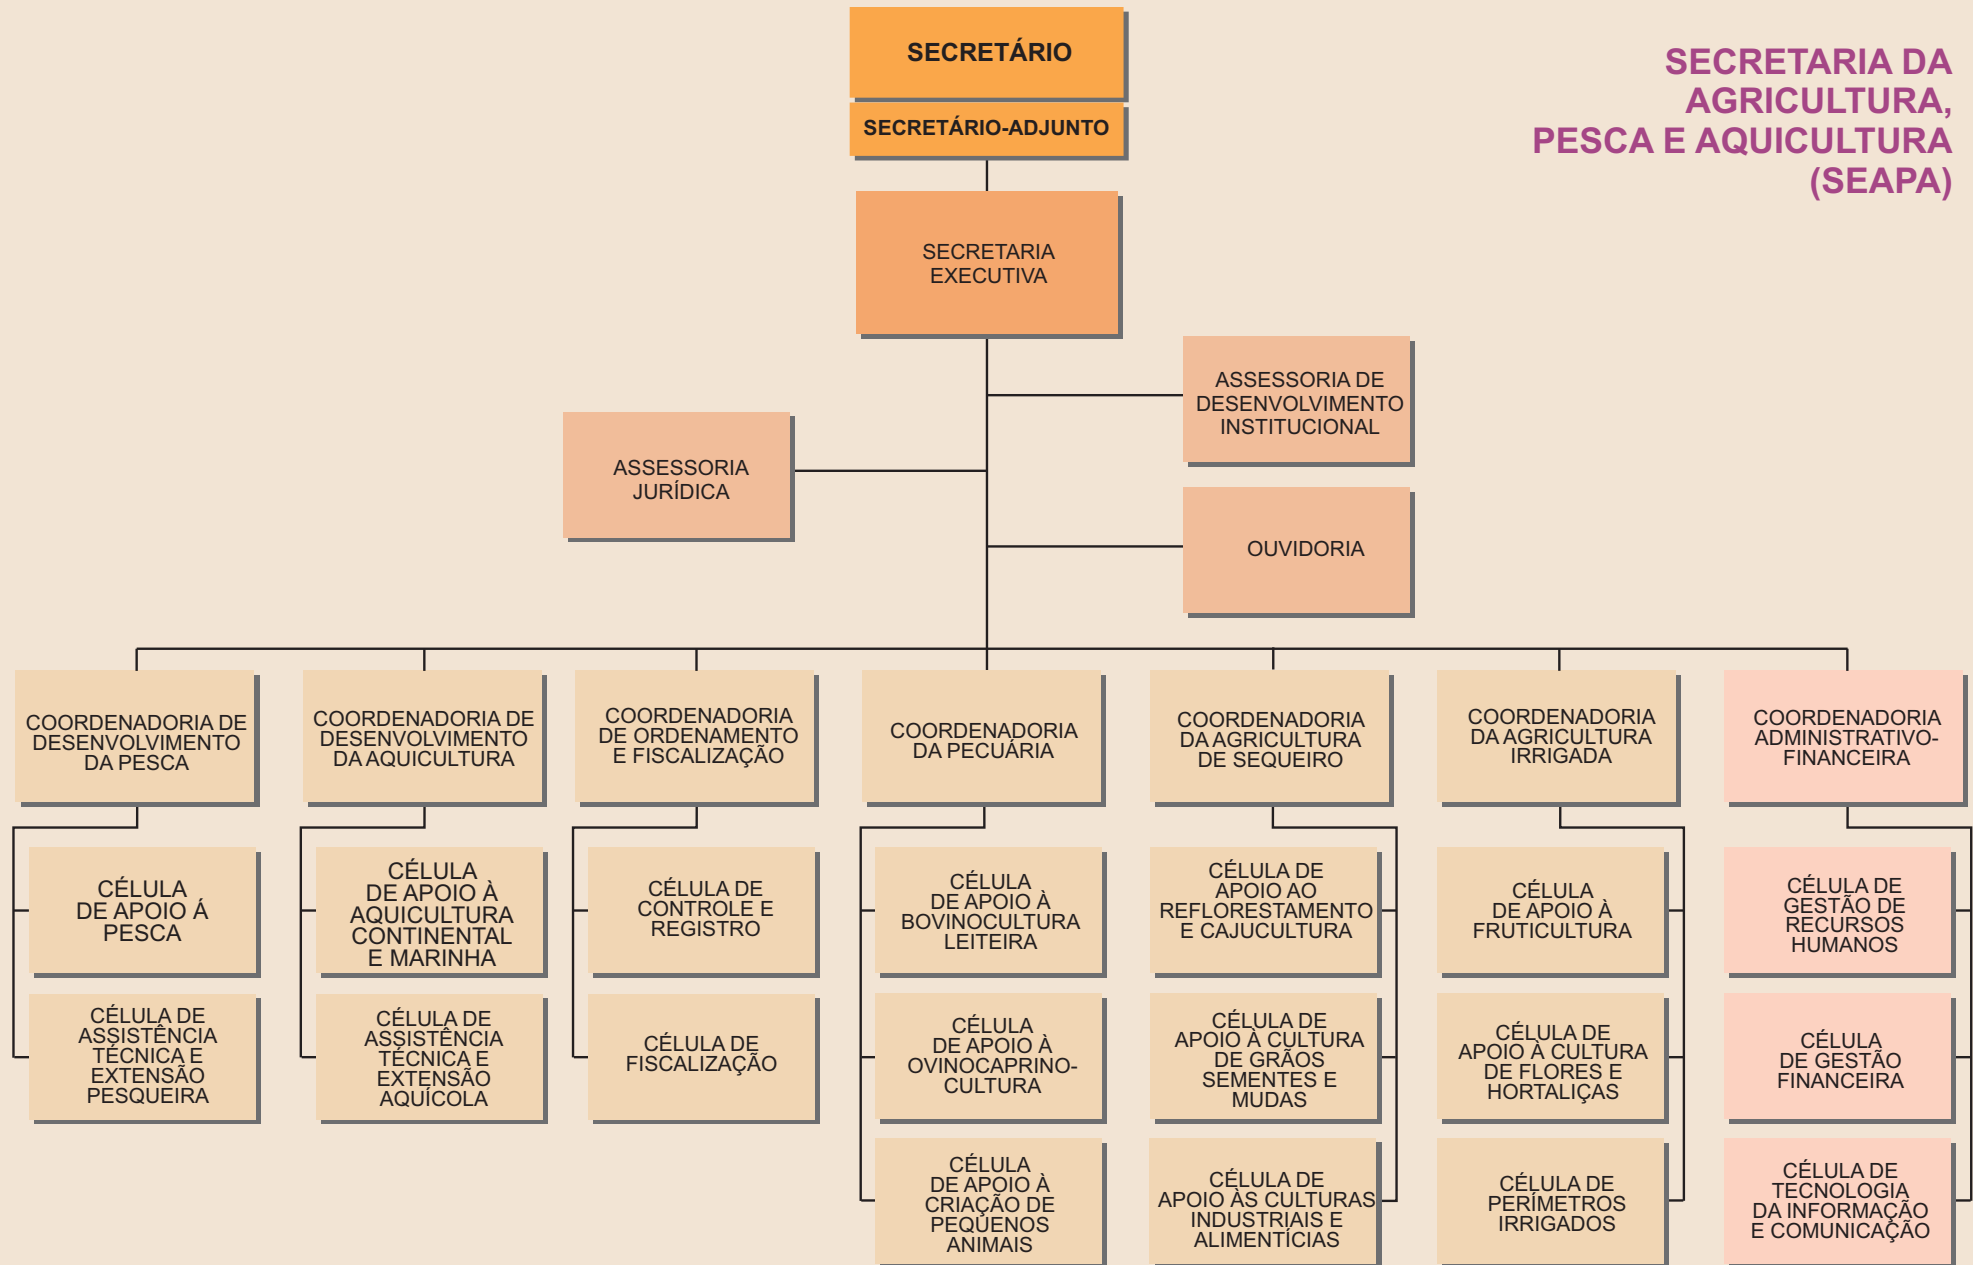 SECRETÁRIO
SECRETÁRIO-ADJUNTO
SECRETARIA DA
AGRICULTURA,
PESCA E AQUICULTURA
(SEAPA)
SECRETARIA
EXECUTIVA
ASSESSORIA DE
DESENVOLVIMENTO
INSTITUCIONAL
ASSESSORIA
JURÍDICA
OUVIDORIA
COORDENADORIA DE
DESENVOLVIMENTO
DA PESCA
COORDENADORIA DE
DESENVOLVIMENTO
DA AQUICULTURA
COORDENADORIA
DE ORDENAMENTO
E FISCALIZAÇÃO
COORDENADORIA
DA PECUÁRIA
COORDENADORIA
DA AGRICULTURA
DE SEQUEIRO
COORDENADORIA
DA AGRICULTURA
IRRIGADA
COORDENADORIA
ADMINISTRATIVO-
FINANCEIRA
CÉLULA
DE APOIO Á
PESCA
CÉLULA
DE APOIO À
AQUICULTURA
CONTINENTAL
E MARINHA
CÉLULA DE
CONTROLE E
REGISTRO
CÉLULA
DE APOIO À
BOVINOCULTURA
LEITEIRA
CÉLULA DE
APOIO AO
REFLORESTAMENTO
E CAJUCULTURA
CÉLULA
DE APOIO À
FRUTICULTURA
CÉLULA DE
GESTÃO DE
RECURSOS
HUMANOS
CÉLULA DE
ASSISTÊNCIA
TÉCNICA E
EXTENSÃO
PESQUEIRA
CÉLULA DE
ASSISTÊNCIA
TÉCNICA E
EXTENSÃO
AQUÍCOLA
CÉLULA DE
FISCALIZAÇÃO
CÉLULA
DE APOIO À
OVINOCAPRINO-
CULTURA
CÉLULA DE
APOIO À CULTURA
DE GRÃOS
SEMENTES E
MUDAS
CÉLULA DE
APOIO À CULTURA
DE FLORES E
HORTALIÇAS
CÉLULA
DE GESTÃO
FINANCEIRA
CÉLULA
DE APOIO À
CRIAÇÃO DE
PEQUENOS
ANIMAIS
CÉLULA DE
APOIO ÀS CULTURAS
INDUSTRIAIS E
ALIMENTÍCIAS
CÉLULA DE
PERÍMETROS
IRRIGADOS
CÉLULA DE
TECNOLOGIA
DA INFORMAÇÃO
E COMUNICAÇÃO